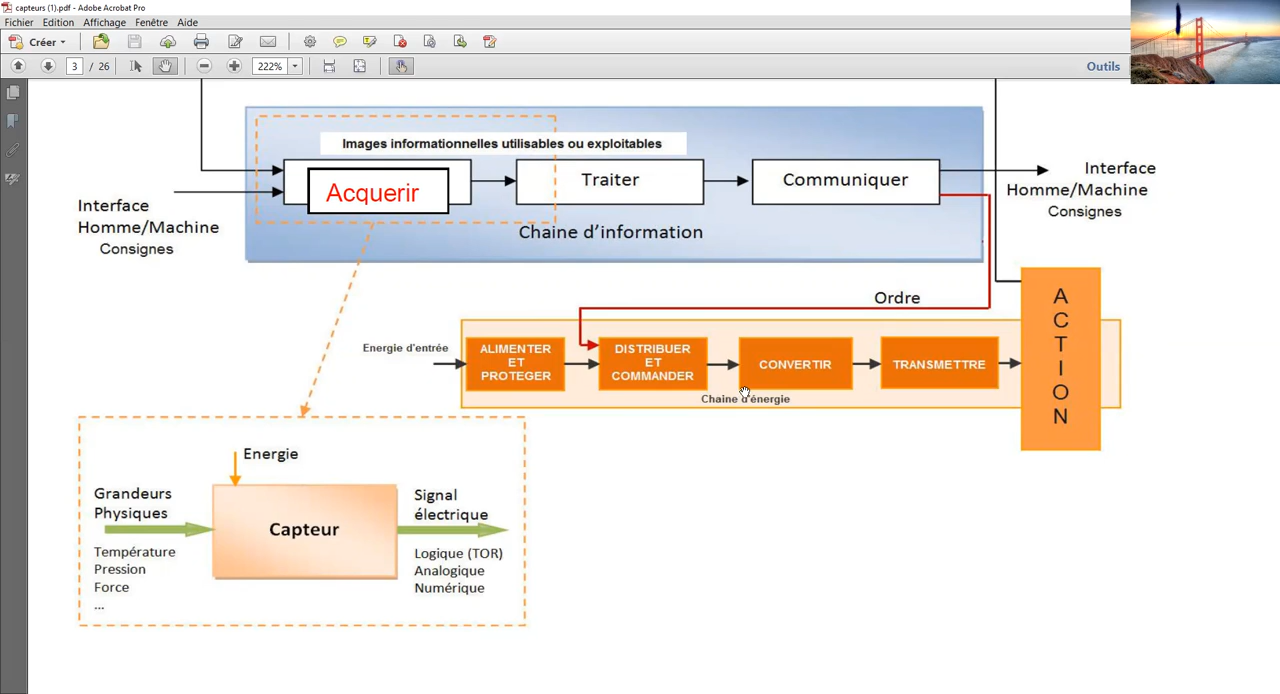 capteurs (1).pdf - Adobe Acrobat Pro
Fichier Edition Affichage Fenêtre Aide
Créer
3 / 26
222%
Outils
Images informationnelles utilisables ou exploitables
Acquerir
Traiter
Communiquer
Chaine d'information
Interface
Homme/Machine
Consignes
Interface
Homme/Machine
Consignes
Ordre
Energie d'entrée
ALIMENTER
ET
PROTEGER
DISTRIBUER
ET
COMMANDER
CONVERTIR
TRANSMETTRE
Chaine d'énergie
A
C
T
I
O
N
Energie
Grandeurs
Physiques
Température
Pression
Force
...
Capteur
Signal
électrique
Logique (TOR)
Analogique
Numérique